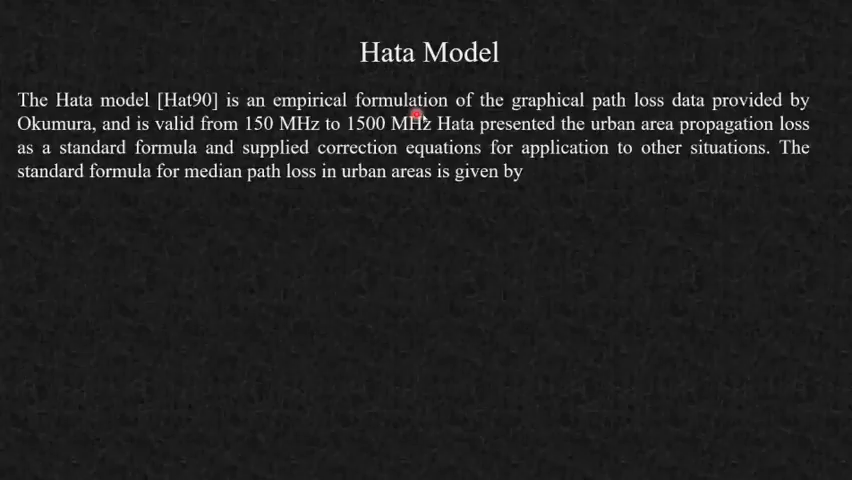 Hata Model
The Hata model [Hat90] is an empirical formulation of the graphical path loss data provided by
Okumura, and is valid from 150 MHz to 1500 MHz Hata presented the urban area propagation loss
as a standard formula and supplied correction equations for application to other situations. The
standard formula for median path loss in urban areas is given by